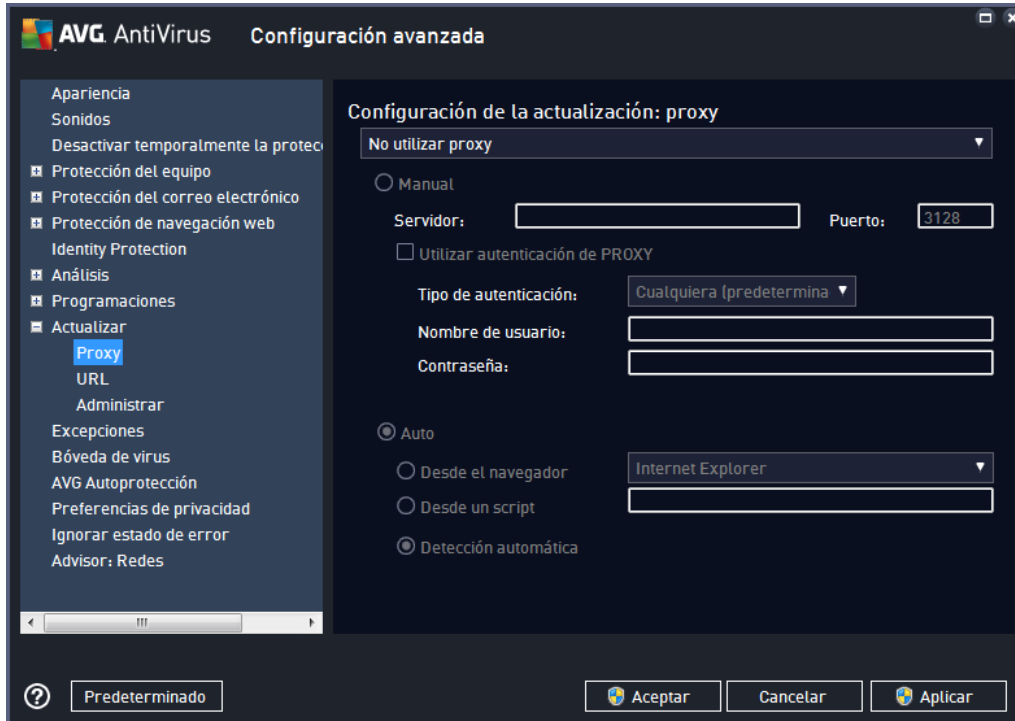 AVG AntiVirus Configuración avanzada
Apariencia
Sonidos
Desactivar temporalmente la protec
Protección del equipo
Protección del correo electrónico
Protección de navegación web
Identity Protection
Análisis
Programaciones
Actualizar
Proxy
URL
Administrar
Excepciones
Bóveda de virus
AVG Autoprotección
Preferencias de privacidad
Ignorar estado de error
Advisor: Redes
Configuración de la actualización: proxy
No utilizar proxy
Manual
Servidor: Puerto: 3128
Utilizar autenticación de PROXY
Tipo de autenticación: Cualquiera (predetermina
Nombre de usuario:
Contraseña:
Auto
Desde el navegador Internet Explorer
Desde un script
Detección automática
? Predeterminado Aceptar Cancelar Aplicar